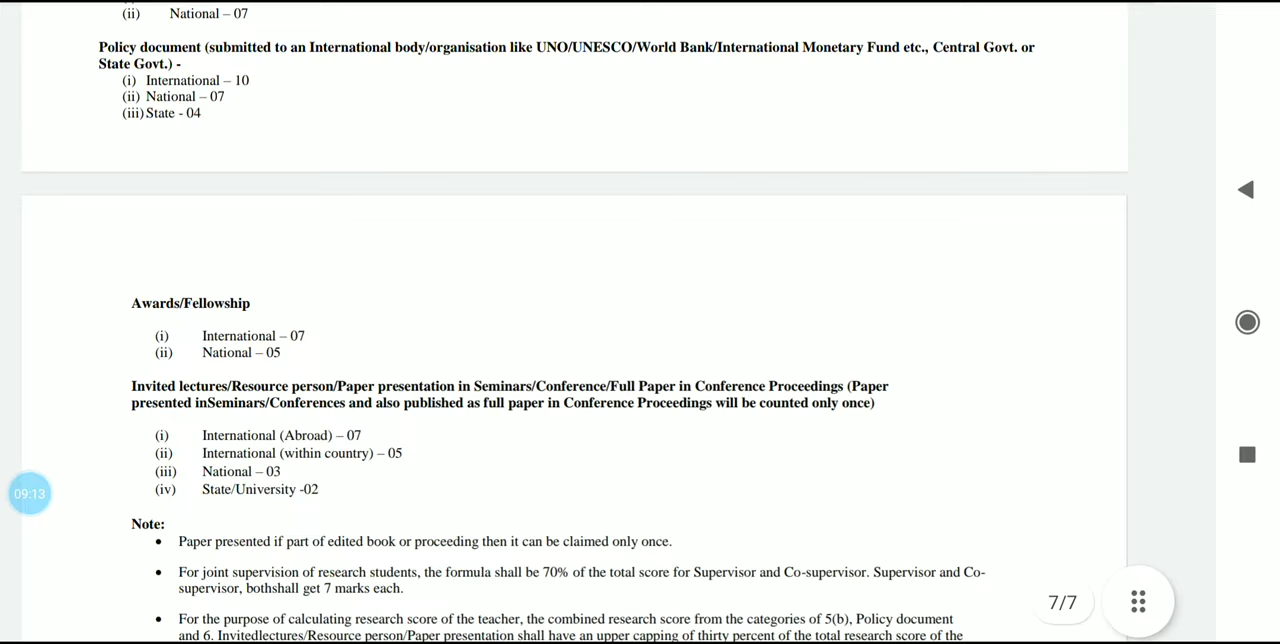 (ii) National – 07
Policy document (submitted to an International body/organisation like UNO/UNESCO/World Bank/International Monetary Fund etc., Central Govt. or
State Govt.) -
(i) International – 10
(ii) National – 07
(iii) State - 04
Awards/Fellowship
(i) International – 07
(ii) National – 05
Invited lectures/Resource person/Paper presentation in Seminars/Conference/Full Paper in Conference Proceedings (Paper
presented inSeminars/Conferences and also published as full paper in Conference Proceedings will be counted only once)
(i) International (Abroad) – 07
(ii) International (within country) – 05
(iii) National – 03
(iv) State/University -02
09:13
Note:
• Paper presented if part of edited book or proceeding then it can be claimed only once.
• For joint supervision of research students, the formula shall be 70% of the total score for Supervisor and Co-supervisor. Supervisor and Co-
supervisor, bothshall get 7 marks each.
7/7
• For the purpose of calculating research score of the teacher, the combined research score from the categories of 5(b), Policy document
and 6. Invitedlectures/Resource person/Paper presentation shall have an upper capping of thirty percent of the total research score of the